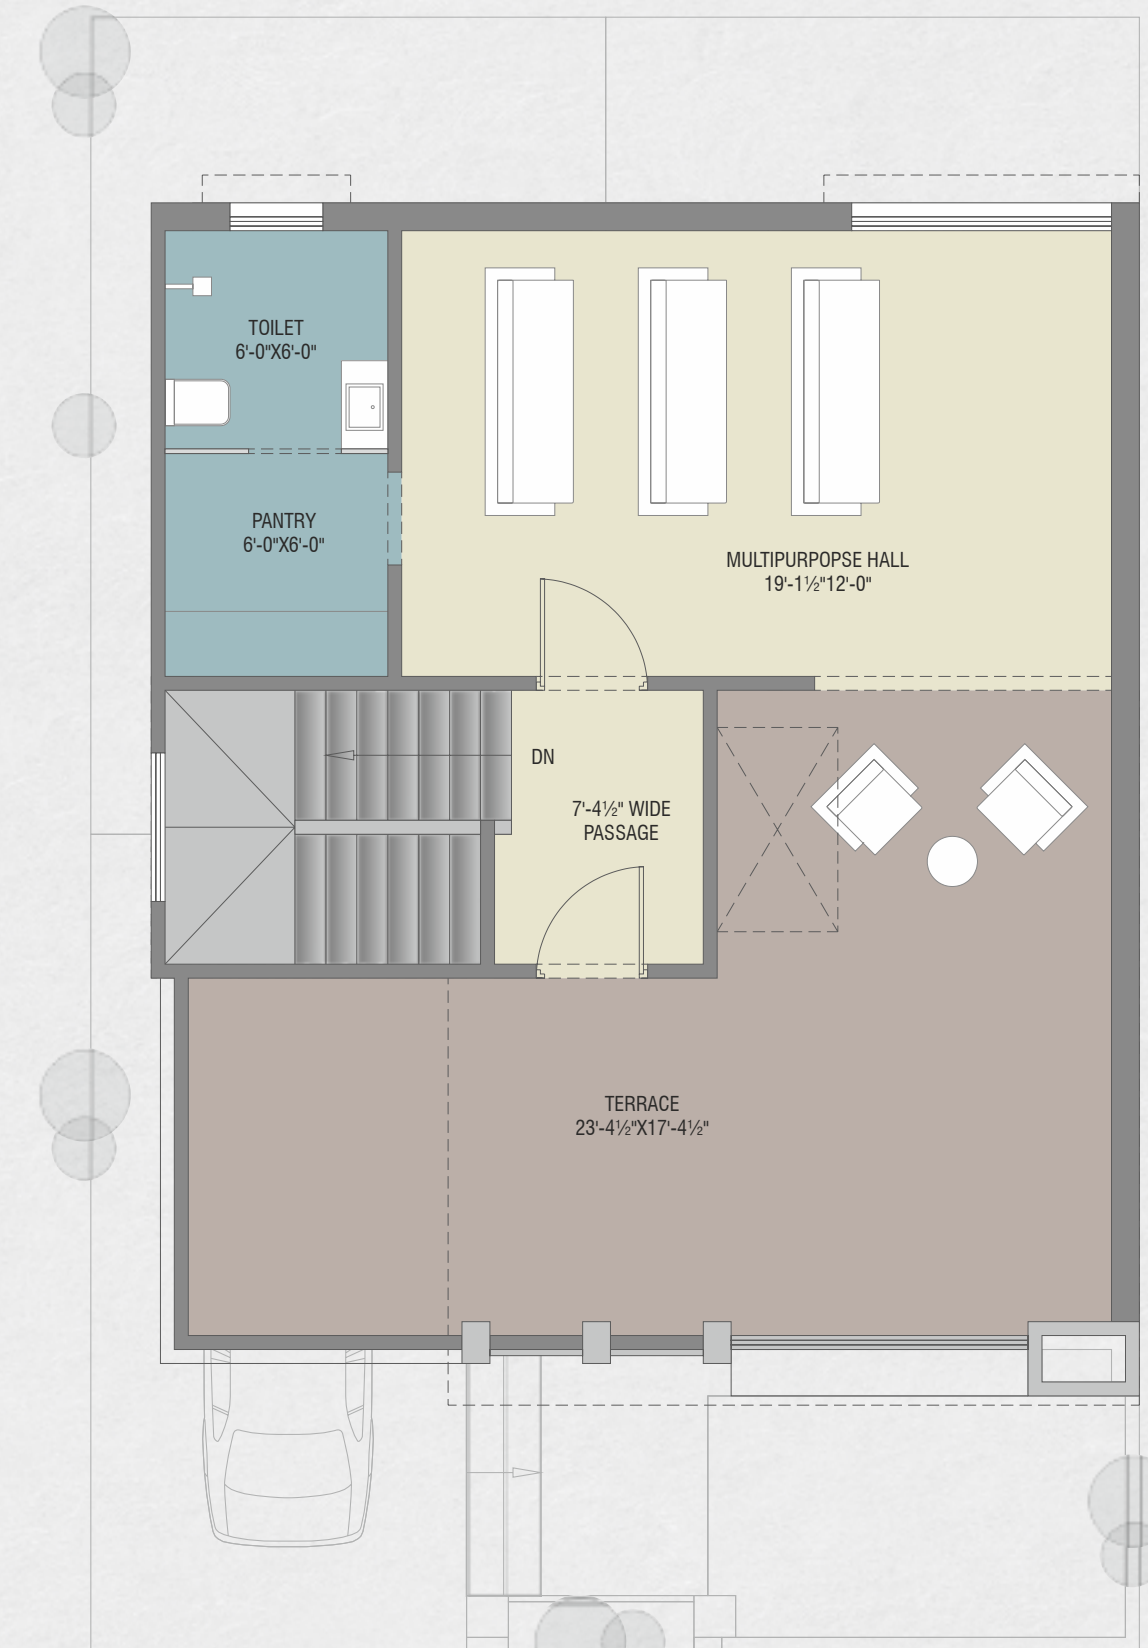 TOILET
6'-0"X6'-0"
PANTRY
6'-0"X6'-0"
MULTIPURPOPSE HALL
19'-1½"12'-0"
DN
7'-4½" WIDE
PASSAGE
TERRACE
23'-4½"X17'-4½"